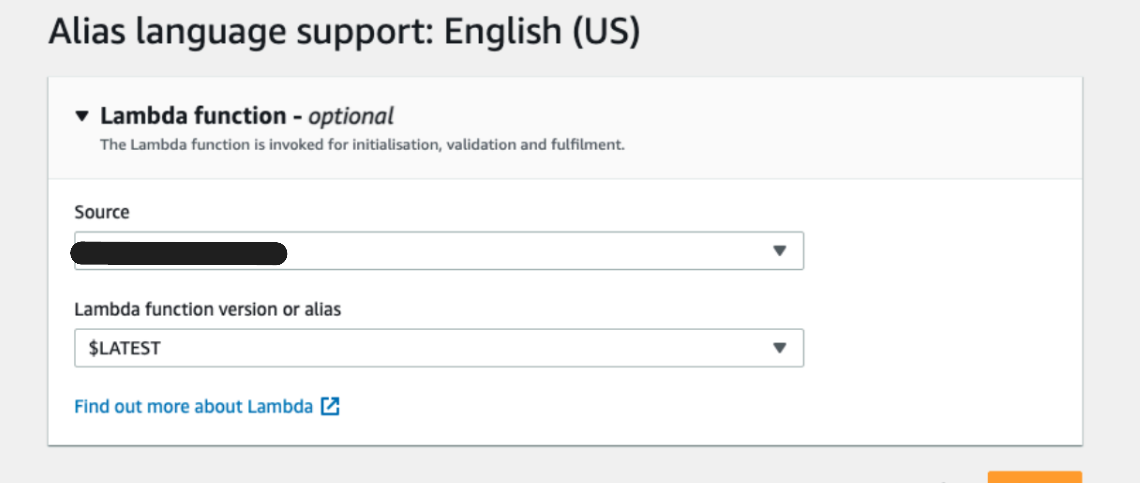 Alias language support: English (US)
Lambda function - optional
The Lambda function is invoked for initialisation, validation and fulfilment.
Source
Lambda function version or alias
$LATEST
Find out more about Lambda